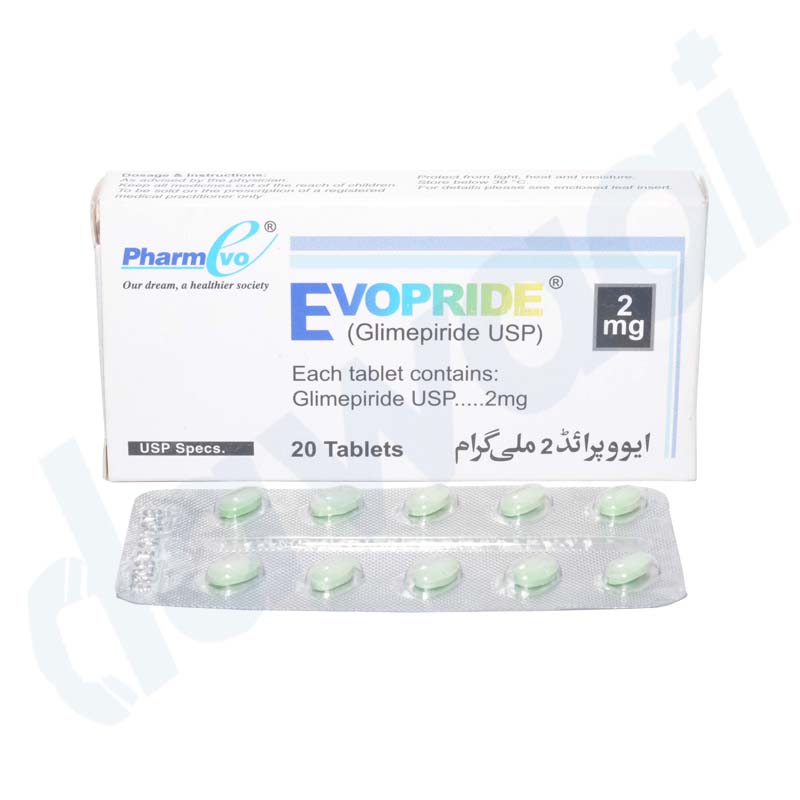 Dosage & Instructions:
As advised by the physician.
Keep all medicines out of the reach of children.
To be sold on the prescription of a registered
medical practitioner only
Protect from light, heat and moisture.
Store below 30 °C.
For details please see enclosed leaf insert.
PharmEvo®
Our dream, a healthier society
EVOPRIDE®
(Glimepiride USP)
2
mg
Each tablet contains:
Glimepiride USP.....2mg
USP Specs.
20 Tablets
ایووپرائڈ 2 ملی گرام
dawaai